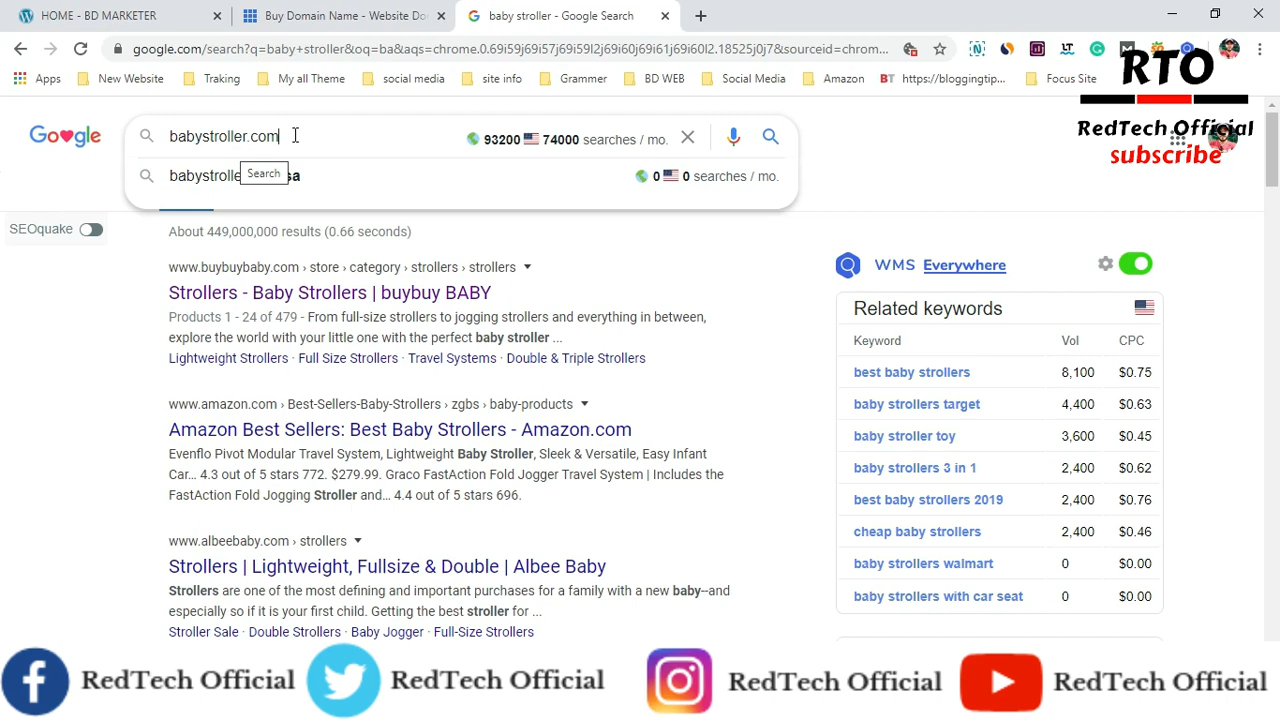 HOME - BD MARKETER
Buy Domain Name - Website Do
baby stroller - Google Search
google.com/search?q=baby+stroller&oq=ba&aqs=chrome.0.69i59j69i57j69i59l2j69i60j69i61j69i60l2.18525j0j7&sourceid=chrom...
Apps
New Website
Traking
My all Theme
social media
site info
Grammer
BD WEB
Social Media
Amazon
BT https://bloggingtip...
Focus Site
RTO
RedTech Official
subscribe
Google
babystroller.com
93200 74000 searches / mo.
babystrolle sa
0 0 searches / mo.
Search
SEOquake
About 449,000,000 results (0.66 seconds)
www.buybuybaby.com › store › category › strollers › strollers
Strollers - Baby Strollers | buybuy BABY
Products 1 - 24 of 479 - From full-size strollers to jogging strollers and everything in between,
explore the world with your little one with the perfect baby stroller ...
Lightweight Strollers · Full Size Strollers · Travel Systems · Double & Triple Strollers
www.amazon.com › Best-Sellers-Baby-Strollers › zgbs › baby-products
Amazon Best Sellers: Best Baby Strollers - Amazon.com
Evenflo Pivot Modular Travel System, Lightweight Baby Stroller, Sleek & Versatile, Easy Infant
Car... 4.3 out of 5 stars 772. $279.99. Graco FastAction Fold Jogger Travel System | Includes the
FastAction Fold Jogging Stroller and... 4.4 out of 5 stars 696.
www.albeebaby.com › strollers
Strollers | Lightweight, Fullsize & Double | Albee Baby
Strollers are one of the most defining and important purchases for a family with a new baby--and
especially so if it is your first child. Getting the best stroller for ...
Stroller Sale · Double Strollers · Baby Jogger · Full-Size Strollers
WMS Everywhere
Related keywords
Keyword Vol CPC
best baby strollers 8,100 $0.75
baby strollers target 4,400 $0.63
baby stroller toy 3,600 $0.45
baby strollers 3 in 1 2,400 $0.62
best baby strollers 2019 2,400 $0.76
cheap baby strollers 2,400 $0.46
baby strollers walmart 0 $0.00
baby strollers with car seat 0 $0.00
RedTech Official
RedTech Official
RedTech Official
RedTech Official